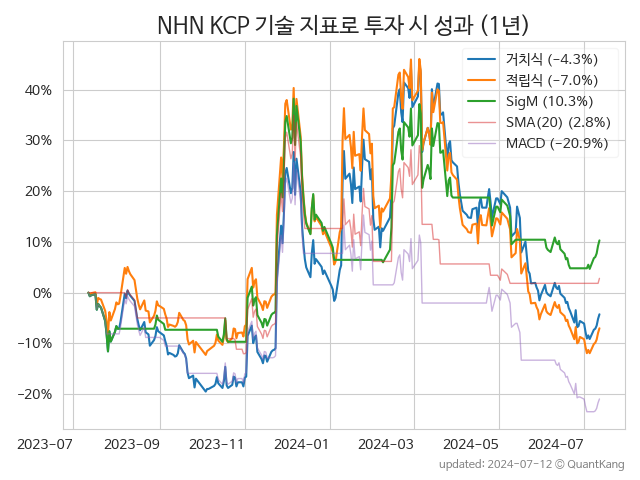 NHN KCP 기술 지표로 투자 시 성과 (1년)
거치식 (−4.3%)
적립식 (−7.0%)
SigM (10.3%)
SMA(20) (2.8%)
MACD (−20.9%)
40%
30%
20%
10%
0%
−10%
−20%
2023-07 2023-09 2023-11 2024-01 2024-03 2024-05 2024-07
updated: 2024-07-12 © QuantKang